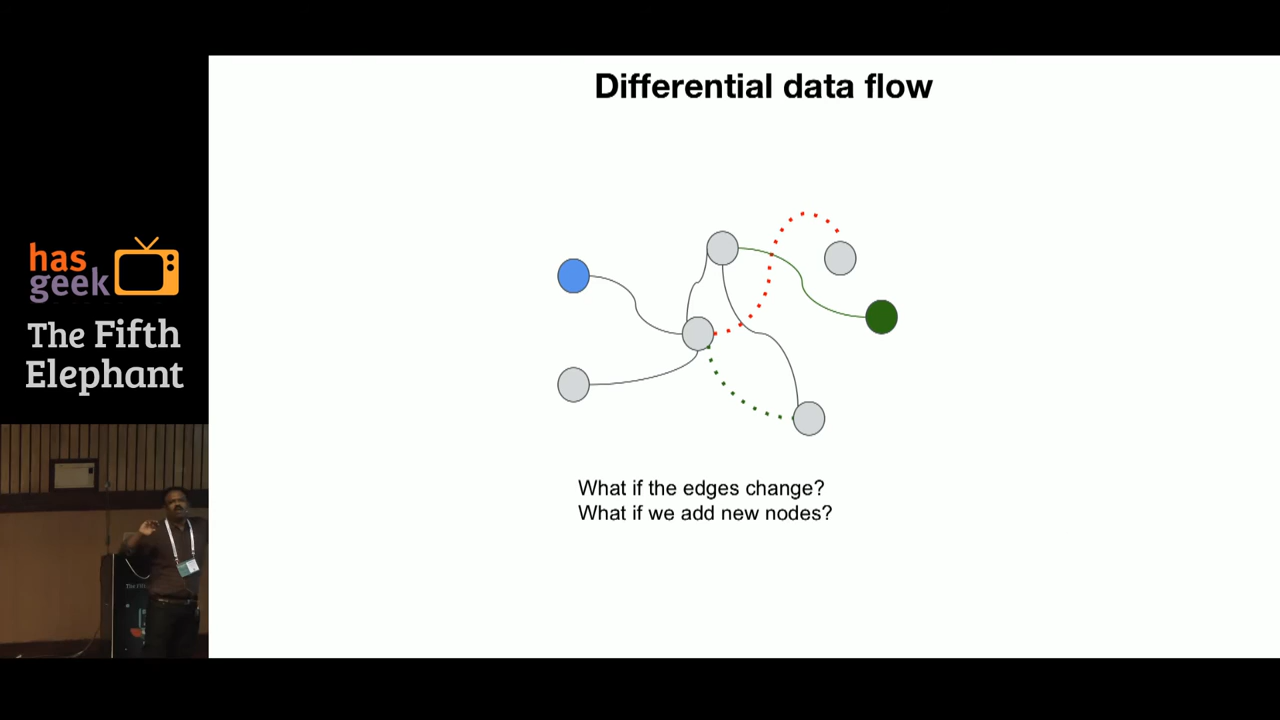 Differential data flow
has
geek
The Fifth
Elephant
What if the edges change?
What if we add new nodes?